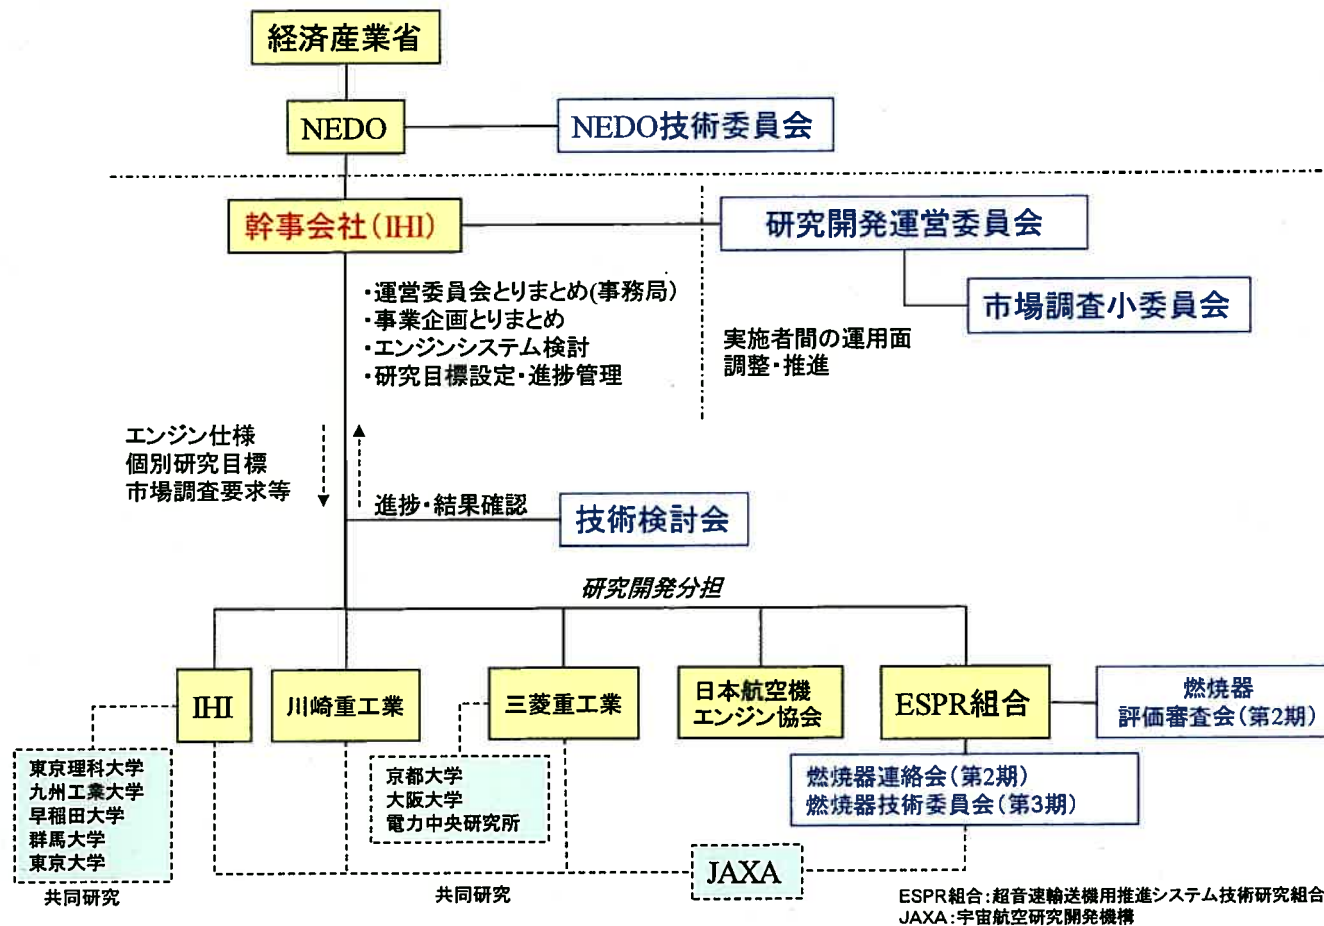 経済産業省
NEDO
NEDO技術委員会
幹事会社(IHI)
研究開発運営委員会
・運営委員会とりまとめ(事務局)
・事業企画とりまとめ
・エンジンシステム検討
・研究目標設定・進捗管理
市場調査小委員会
実施者間の運用面
調整・推進
エンジン仕様
個別研究目標
市場調査要求等
進捗・結果確認
技術検討会
研究開発分担
IHI
川崎重工業
三菱重工業
日本航空機
エンジン協会
ESPR組合
燃焼器
評価審査会(第2期)
東京理科大学
九州工業大学
早稲田大学
群馬大学
東京大学
共同研究
京都大学
大阪大学
電力中央研究所
燃焼器連絡会(第2期)
燃焼器技術委員会(第3期)
共同研究
JAXA
ESPR組合:超音速輸送機用推進システム技術研究組合
JAXA:宇宙航空研究開発機構